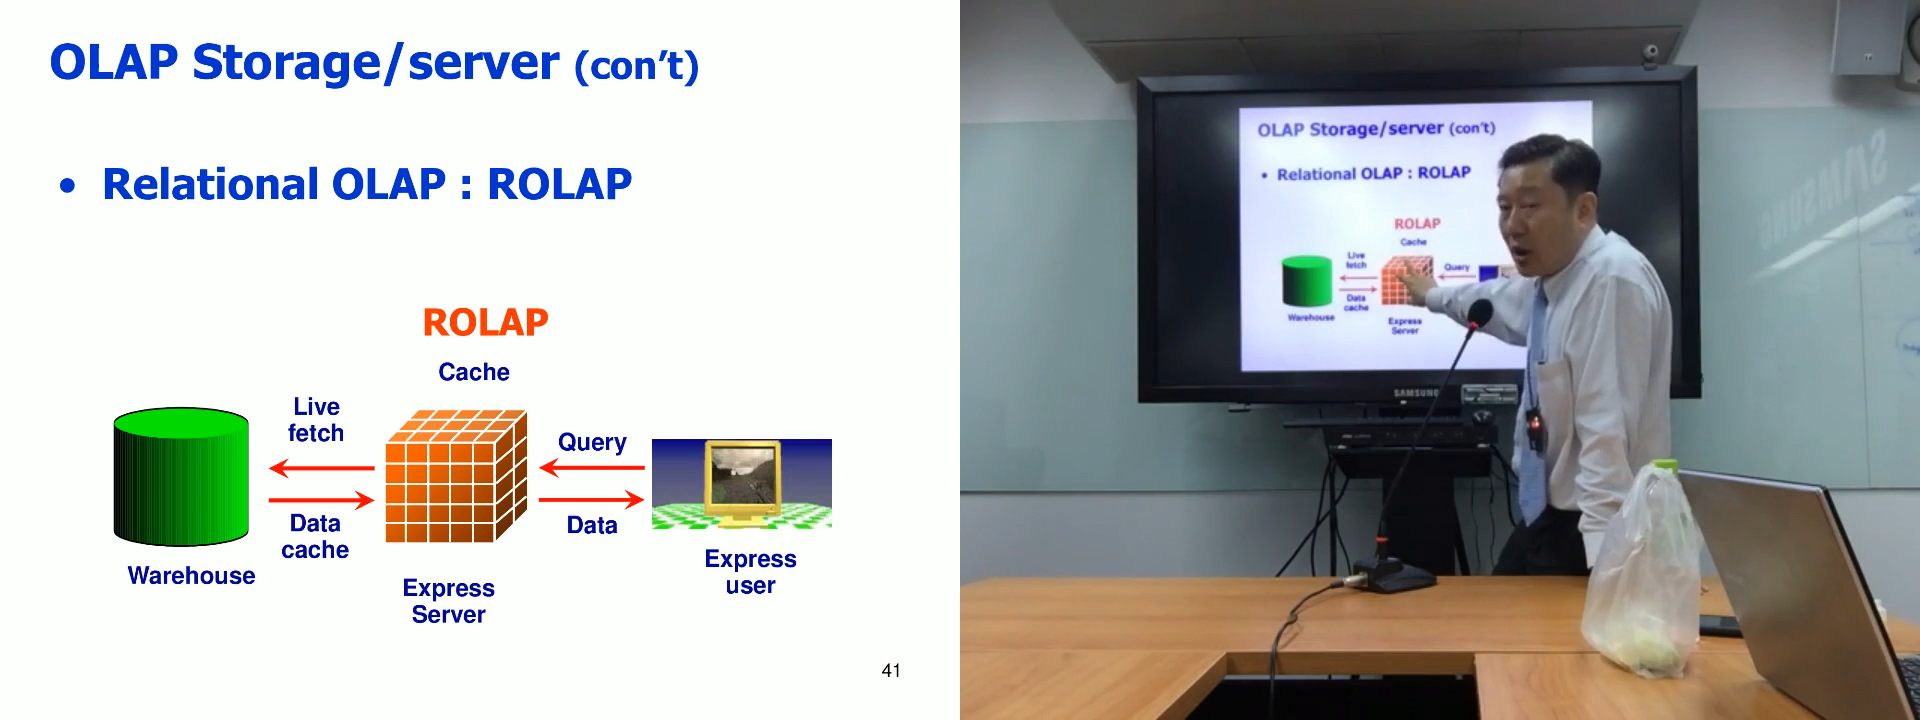 OLAP Storage/server (con't)
• Relational OLAP : ROLAP
ROLAP
Cache
Live
fetch
Query
Data
cache
Data
Warehouse
Express
Server
Express
user
41
OLAP Storage/server (con't)
• Relational OLAP : ROLAP
ROLAP
Cache
Live
fetch
Query
Data
cache
Warehouse
Express
Server
SAMSUNG
SAMSUNG